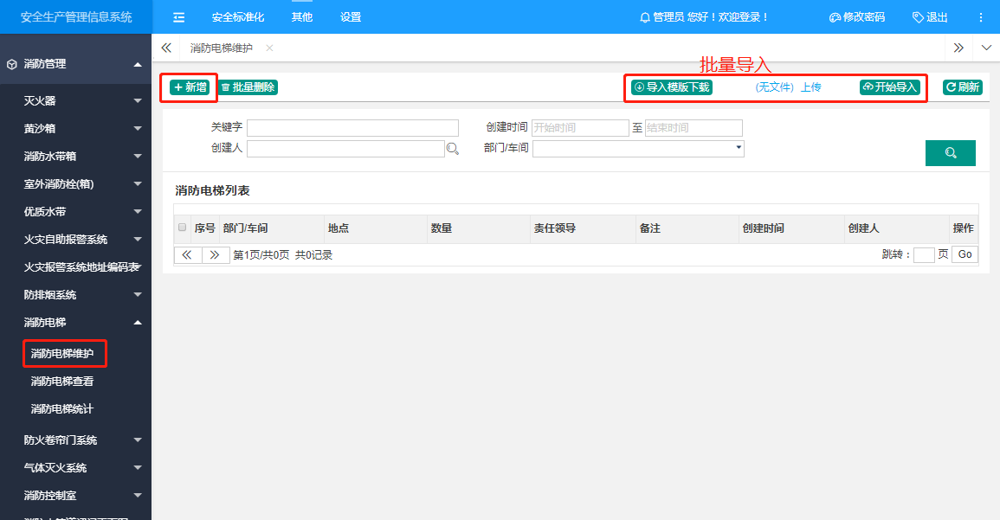 安全生产管理信息系统
安全标准化 其他 设置
管理员 您好！欢迎登录！ 修改密码 退出
消防电梯维护
批量导入
新增 批量删除 导入模版下载 (无文件) 上传 开始导入 刷新
关键字 创建时间 开始时间 至 结束时间
创建人 部门/车间
消防电梯列表
序号 部门/车间 地点 数量 责任领导 备注 创建时间 创建人 操作
第1页/共0页 共0记录 跳转： 页 Go
消防管理
灭火器
黄沙箱
消防水带箱
室外消防栓(箱)
优质水带
火灾自助报警系统
火灾报警系统地址编码表
防排烟系统
消防电梯
消防电梯维护
消防电梯查看
消防电梯统计
防火卷帘门系统
气体灭火系统
消防控制室